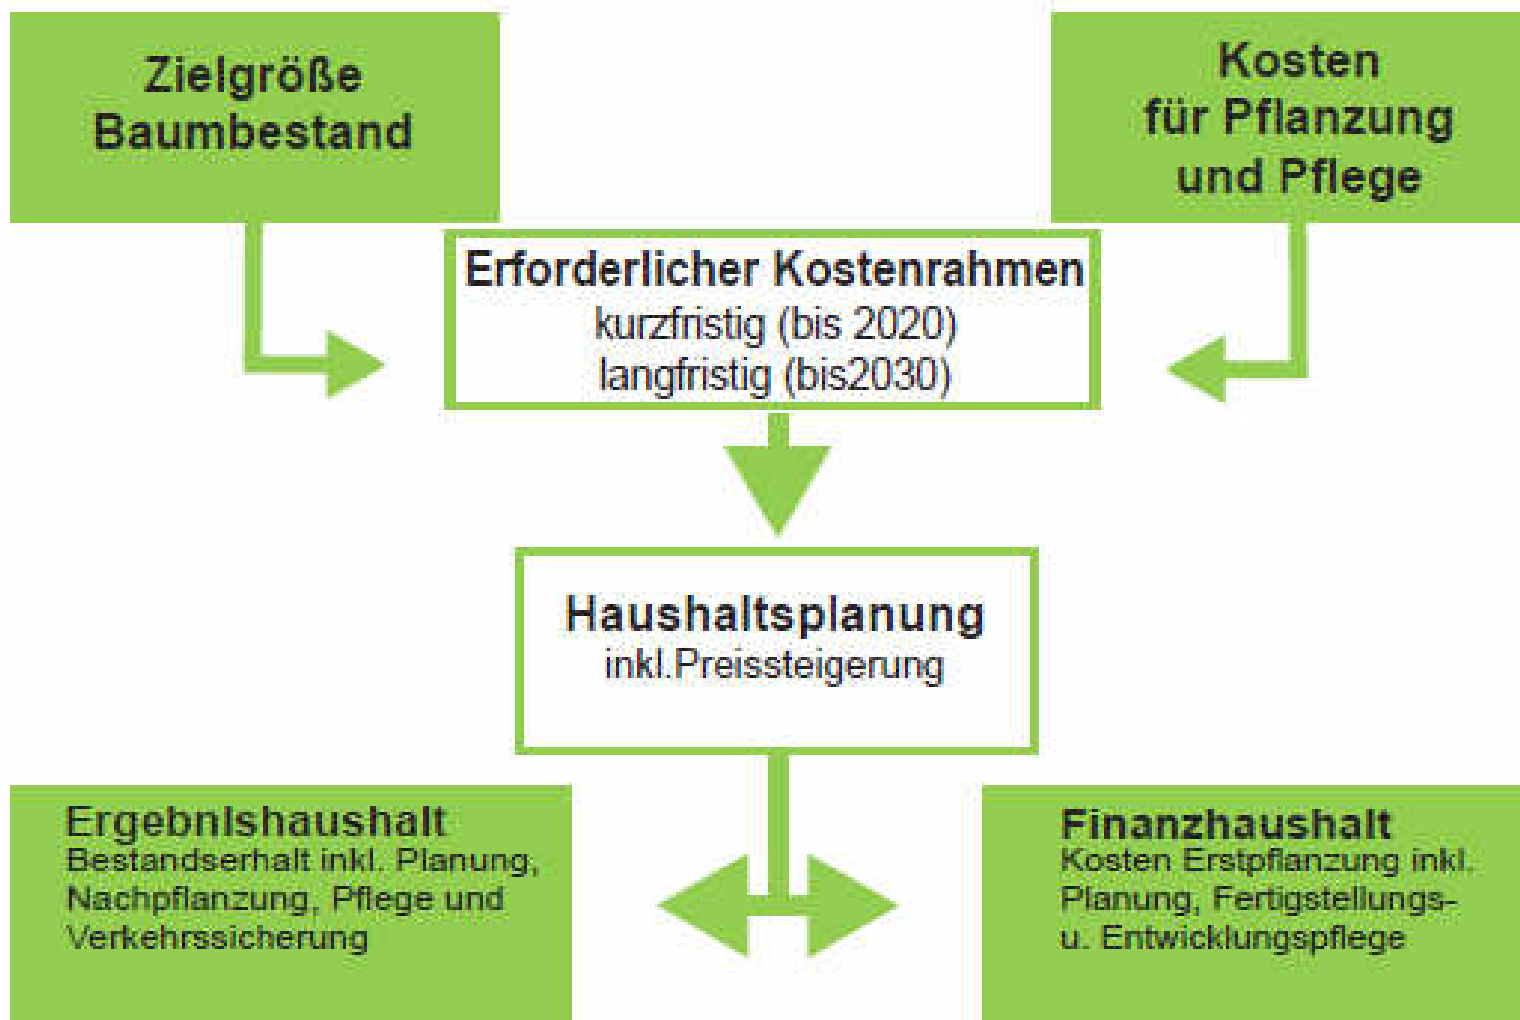 Zielgröße
Baumbestand
Kosten
für Pflanzung
und Pflege
Erforderlicher Kostenrahmen
kurzfristig (bis 2020)
langfristig (bis2030)
Haushaltsplanung
inkl.Preissteigerung
Ergebnishaushalt
Bestandserhalt inkl. Planung,
Nachpflanzung, Pflege und
Verkehrssicherung
Finanzhaushalt
Kosten Erstpflanzung inkl.
Planung, Fertigstellungs-
u. Entwicklungspflege